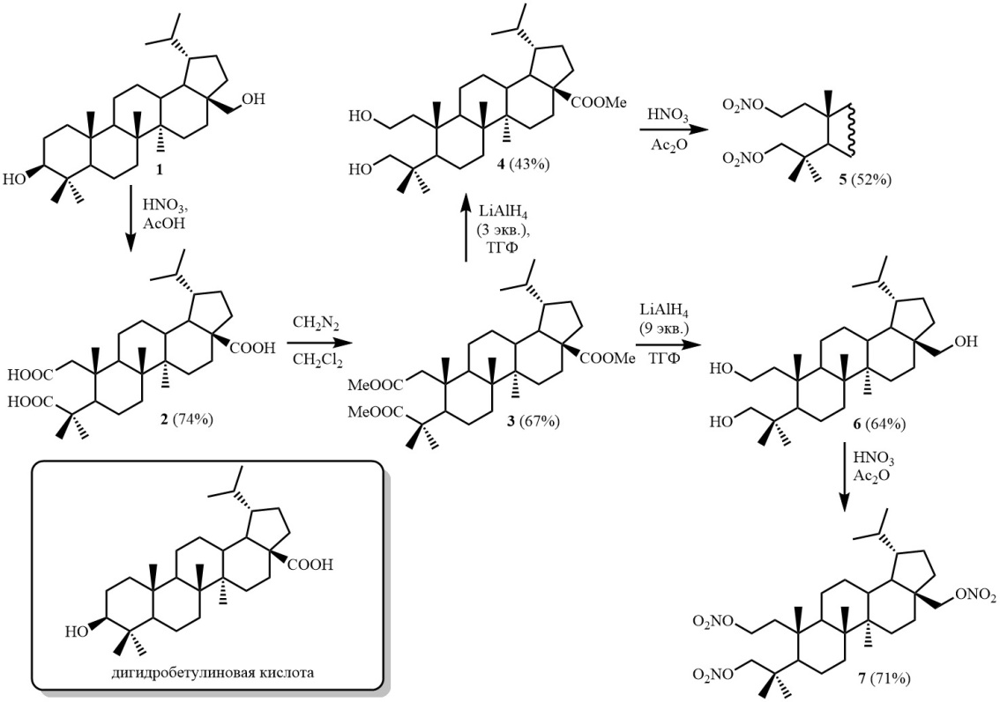 OH
HO
1
HNO3,
AcOH
HO
HO
COOMe
4 (43%)
HNO3
Ac2O
O2NO
O2NO
5 (52%)
LiAlH4
(3 экв.),
ТГФ
HOOC
HOOC
COOH
2 (74%)
CH2N2
CH2Cl2
MeOOC
MeOOC
COOMe
3 (67%)
LiAlH4
(9 экв.)
ТГФ
HO
HO
OH
6 (64%)
HNO3
Ac2O
HO
COOH
дигидробетулиновая кислота
O2NO
O2NO
ONO2
7 (71%)